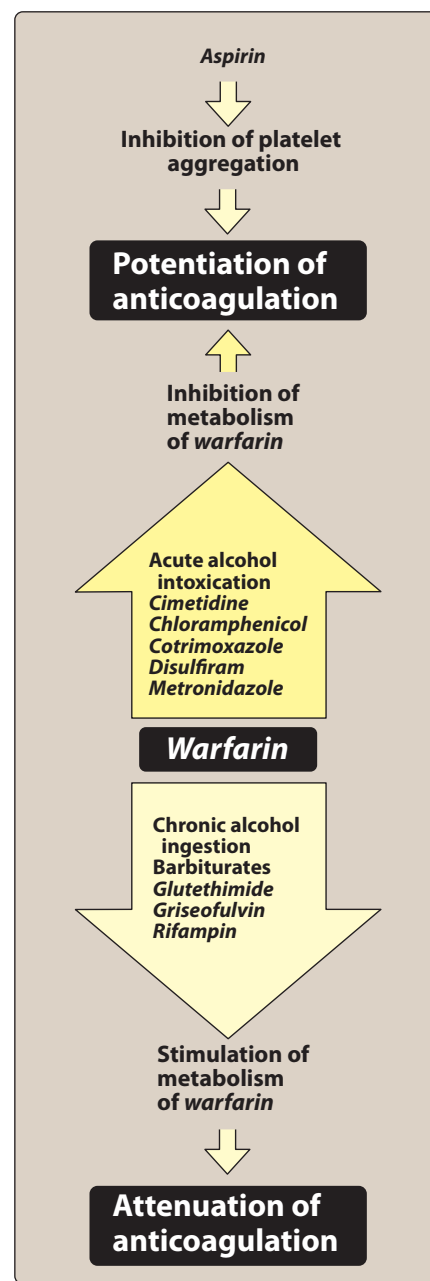 Aspirin
Inhibition of platelet
aggregation
Potentiation of
anticoagulation
Inhibition of
metabolism
of warfarin
Acute alcohol
intoxication
Cimetidine
Chloramphenicol
Cotrimoxazole
Disulfiram
Metronidazole
Warfarin
Chronic alcohol
ingestion
Barbiturates
Glutethimide
Griseofulvin
Rifampin
Stimulation of
metabolism
of warfarin
Attenuation of
anticoagulation